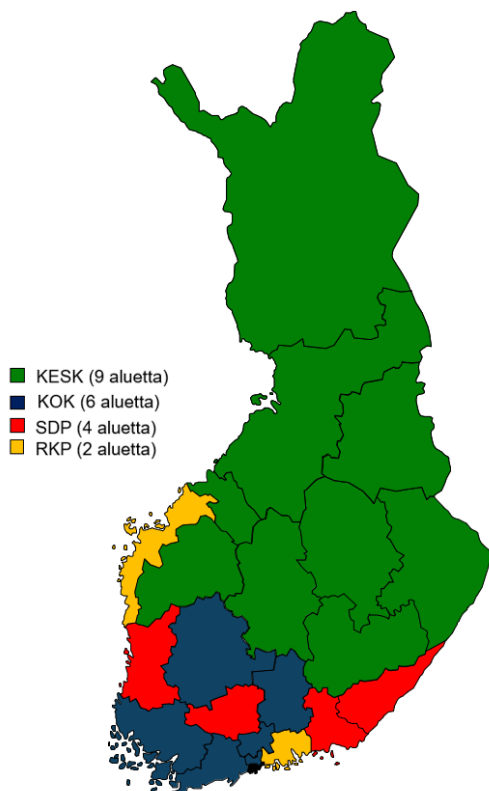 KESK (9 aluetta)
KOK (6 aluetta)
SDP (4 aluetta)
RKP (2 aluetta)